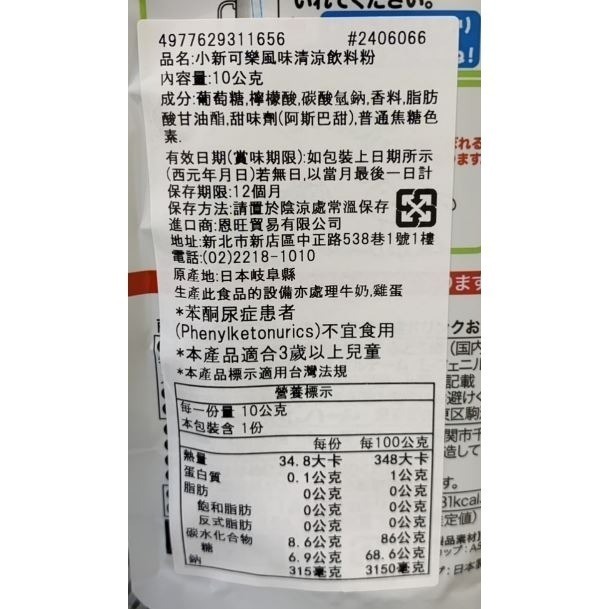 いれてください。
4977629311656 #2406066
品名:小新可樂風味清涼飲料粉
內容量:10公克
成分:葡萄糖,檸檬酸,碳酸氫鈉,香料,脂肪
酸甘油酯,甜味劑(阿斯巴甜),普通焦糖色
素.
有效日期(賞味期限):如包裝上日期所示
(西元年月日)若無日,以當月最後一日計
保存期限:12個月
保存方法:請置於陰涼處常溫保存
進口商:恩旺貿易有限公司
地址:新北市新店區中正路538巷1號1樓
電話:(02)2218-1010
原產地:日本岐阜縣
生產此食品的設備亦處理牛奶,雞蛋
*苯酮尿症患者
(Phenylketonurics)不宜食用
*本產品適合3歲以上兒童
*本產品標示適用台灣法規
營養標示
每一份量 10公克
本包裝含 1份
每份 每100公克
熱量 34.8大卡 348大卡
蛋白質 0.1公克 1公克
脂肪 0公克 0公克
飽和脂肪 0公克 0公克
反式脂肪 0公克 0公克
碳水化合物 8.6公克 86公克
糖 6.9公克 68.6公克
鈉 315毫克 3150毫克